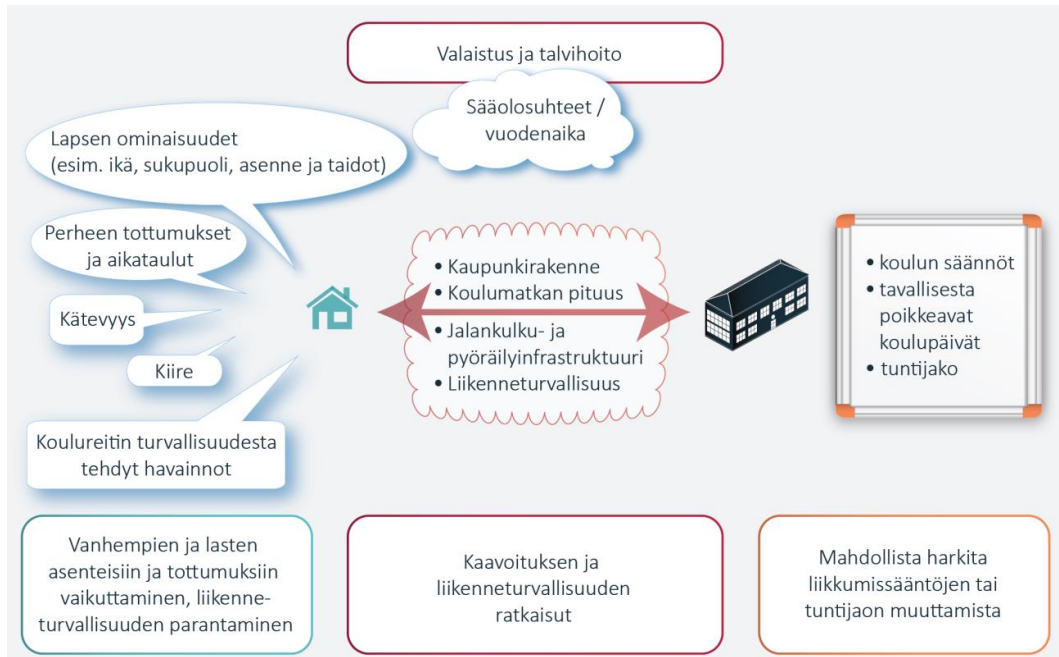 Valaistus ja talvihoito
Sääolosuhteet /
vuodenaika
Lapsen ominaisuudet
(esim. ikä, sukupuoli, asenne ja taidot)
Perheen tottumukset
ja aikataulut
Kätevyys
Kiire
Koulureitin turvallisuudesta
tehdyt havainnot
• Kaupunkirakenne
• Koulumatkan pituus
• Jalankulku- ja
pyöräilyinfrastruktuuri
• Liikenneturvallisuus
• koulun säännöt
• tavallisesta
poikkeavat
koulupäivät
• tuntijako
Vanhempien ja lasten
asenteisiin ja tottumuksiin
vaikuttaminen, liikenne-
turvallisuuden parantaminen
Kaavoituksen ja
liikenneturvallisuuden
ratkaisut
Mahdollista harkita
liikkumissääntöjen tai
tuntijaon muuttamista